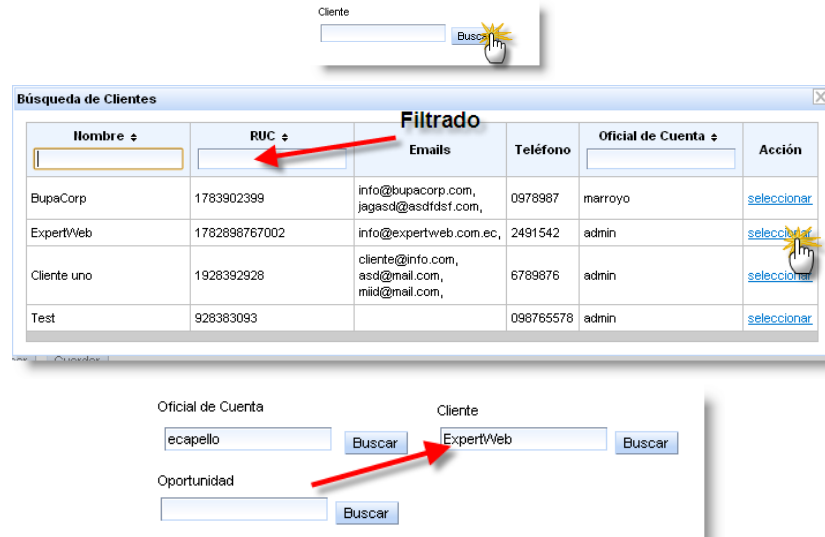 Cliente
Buscar
Búsqueda de Clientes
Filtrado
Nombre RUC Emails Teléfono Oficial de Cuenta Acción
BupaCorp 1783902399 info@bupacorp.com, jagasd@asdfdsf.com, 0978987 marroyo seleccionar
ExpertWeb 1782898767002 info@expertweb.com.ec, 2491542 admin seleccionar
Cliente uno 1928392928 cliente@info.com, asd@mail.com, miid@mail.com, 6789876 admin seleccionar
Test 928383093 098765578 admin seleccionar
Guardar
Oficial de Cuenta Cliente
ecapello Buscar ExpertWeb Buscar
Oportunidad
Buscar